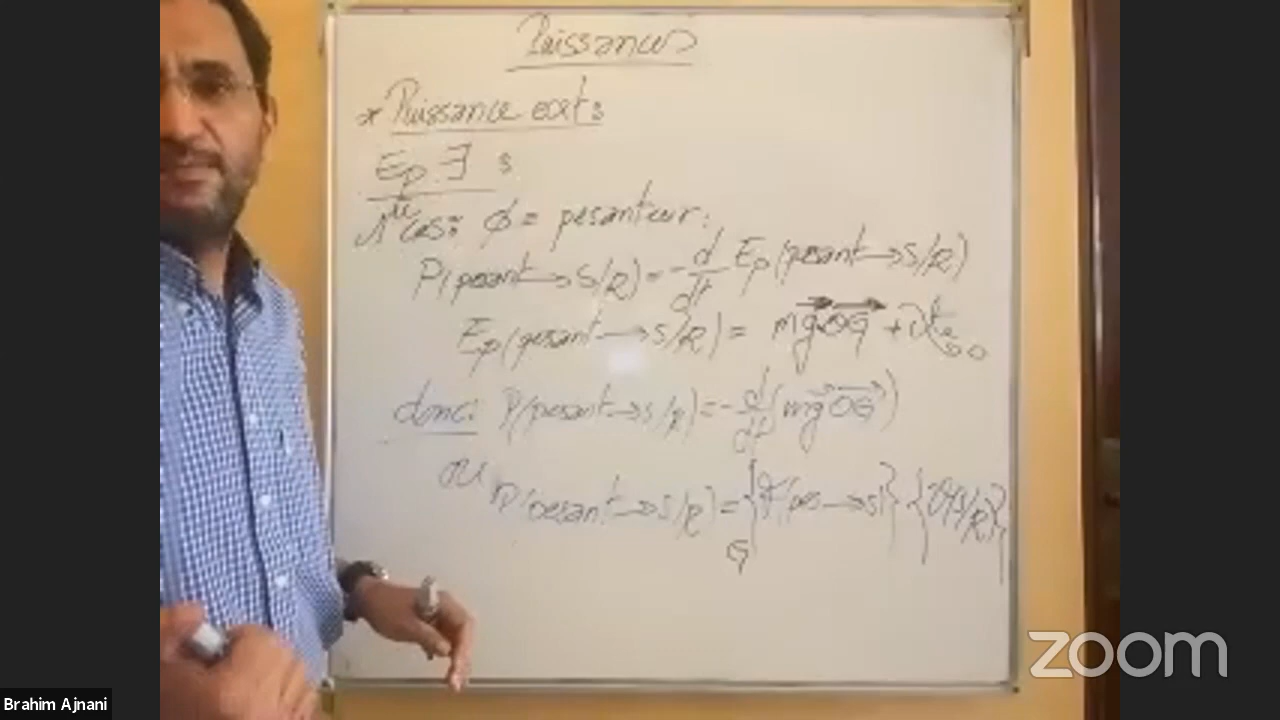 Puissances
* Puissance ext :
Ep ∃ :
1er cas : φ = pesanteur :
P(pesant → S/R) = - d/dt Ep(pesant → S/R)
Ep(pesant → S/R) = mg OG + cte
donc : P(pesant → S/R) = - d/dt (mg OG)
ou P(pesant → S/R) = { F(pes → S) } { V(S/R) }
G
zoom
Brahim Ajnani